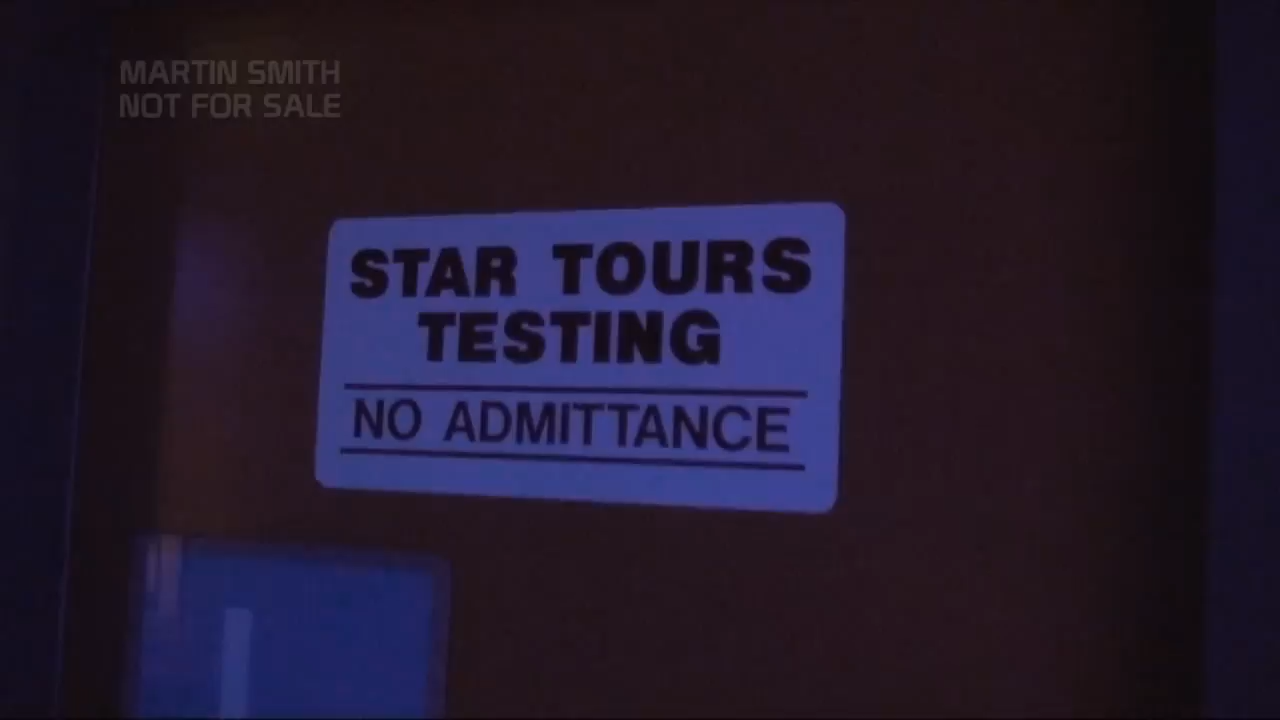 MARTIN SMITH
NOT FOR SALE
STAR TOURS
TESTING
NO ADMITTANCE